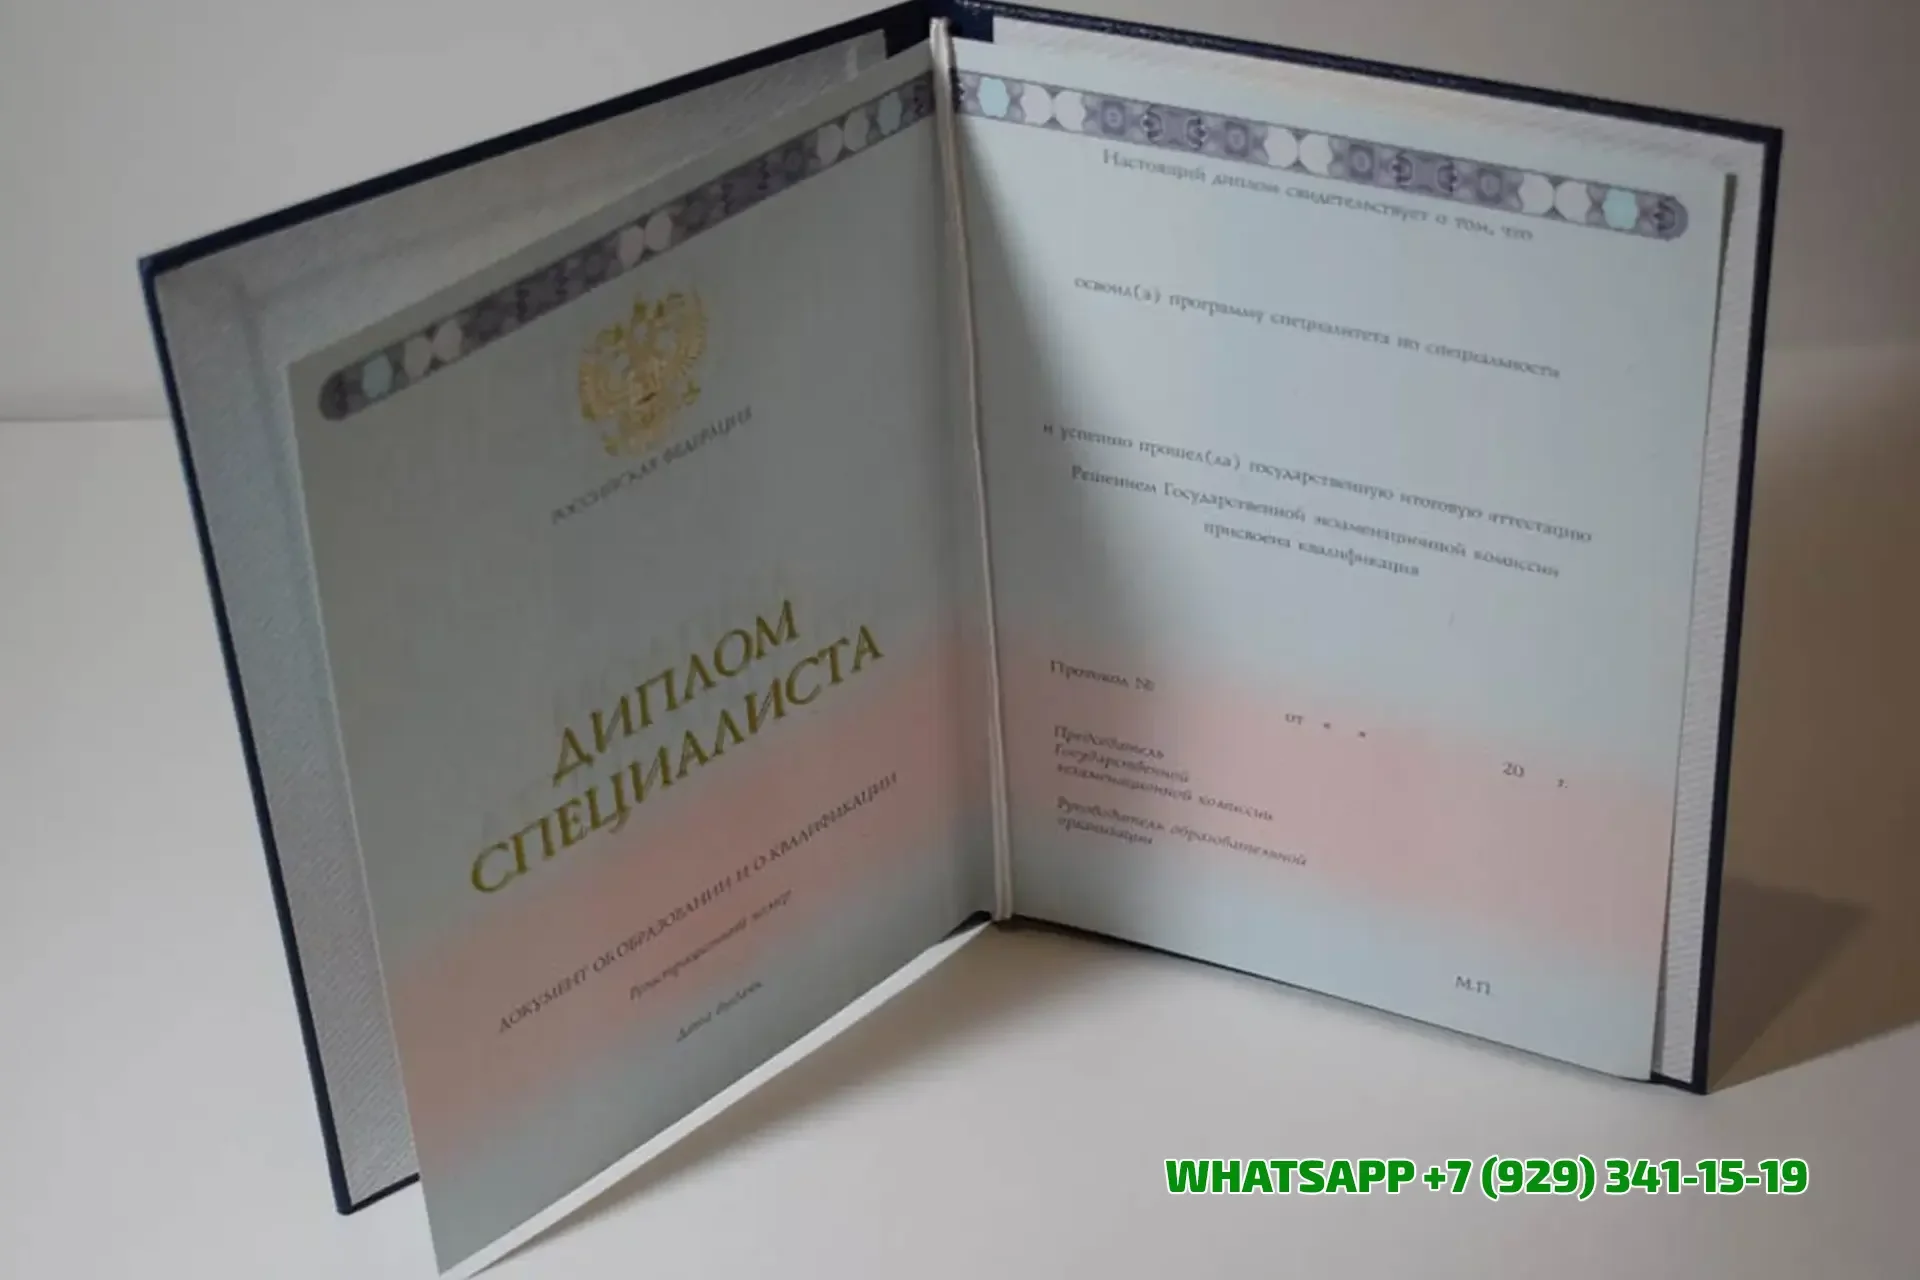 РОССИЙСКАЯ ФЕДЕРАЦИЯ
ДИПЛОМ
СПЕЦИАЛИСТА
ДОКУМЕНТ ОБ ОБРАЗОВАНИИ И О КВАЛИФИКАЦИИ
Регистрационный номер
Дата выдачи
Настоящий диплом свидетельствует о том, что
освоил(а) программу специалитета по специальности
и успешно прошел(ла) государственную итоговую аттестацию
Решением Государственной экзаменационной комиссии
присвоена квалификация
Протокол №
от « »
20 г.
Председатель
Государственной
экзаменационной комиссии
Руководитель образовательной
организации
М.П.
WHATSAPP +7 (929) 341-15-19